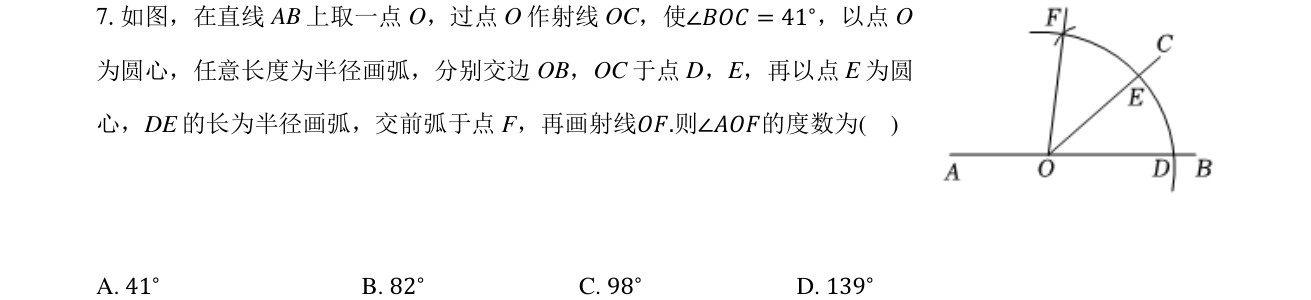 7. 如图，在直线 AB 上取一点 O，过点 O 作射线 OC，使∠BOC = 41°，以点 O
为圆心，任意长度为半径画弧，分别交边 OB，OC 于点 D，E，再以点 E 为圆
心，DE 的长为半径画弧，交前弧于点 F，再画射线OF.则∠AOF的度数为(    )
F
C
E
A
O
D
B
A. 41°
B. 82°
C. 98°
D. 139°